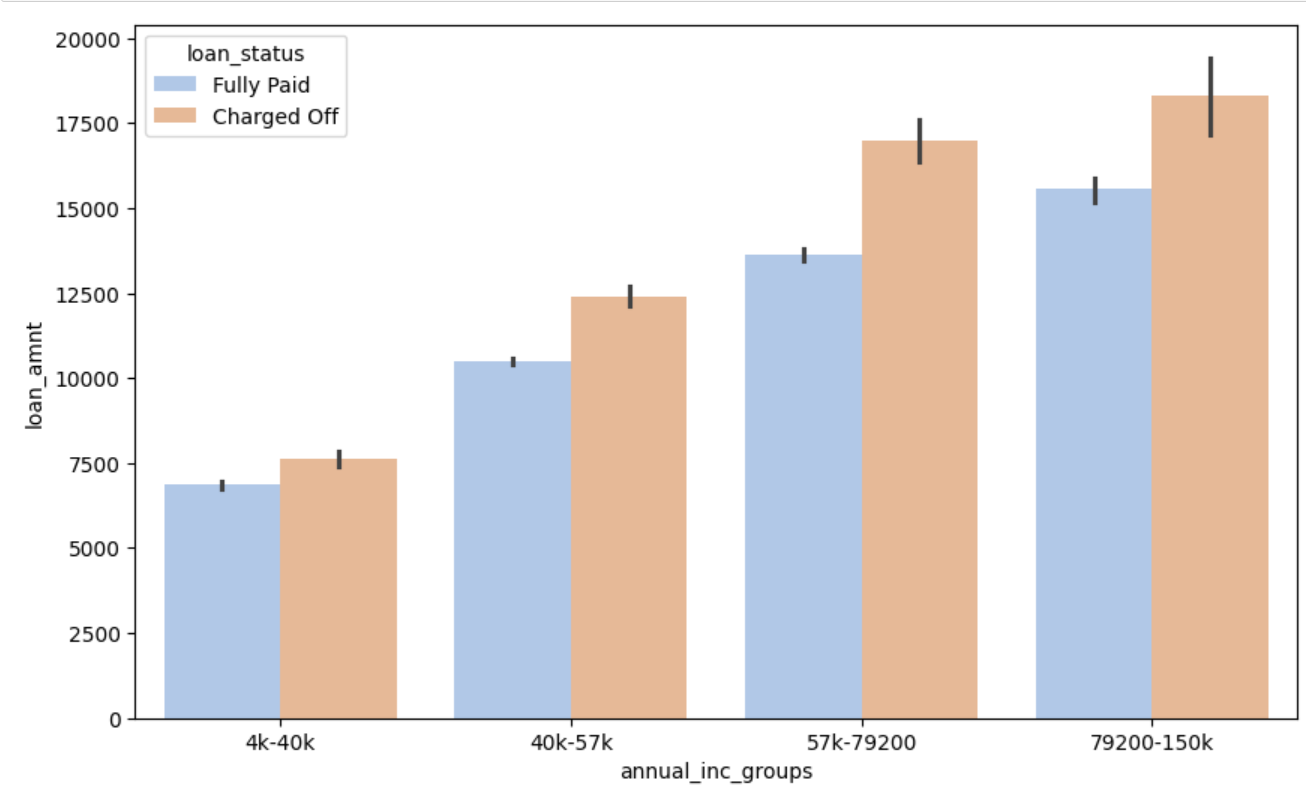 loan_status
Fully Paid
Charged Off
20000
17500
15000
12500
10000
7500
5000
2500
0
loan_amnt
4k-40k
40k-57k
57k-79200
79200-150k
annual_inc_groups